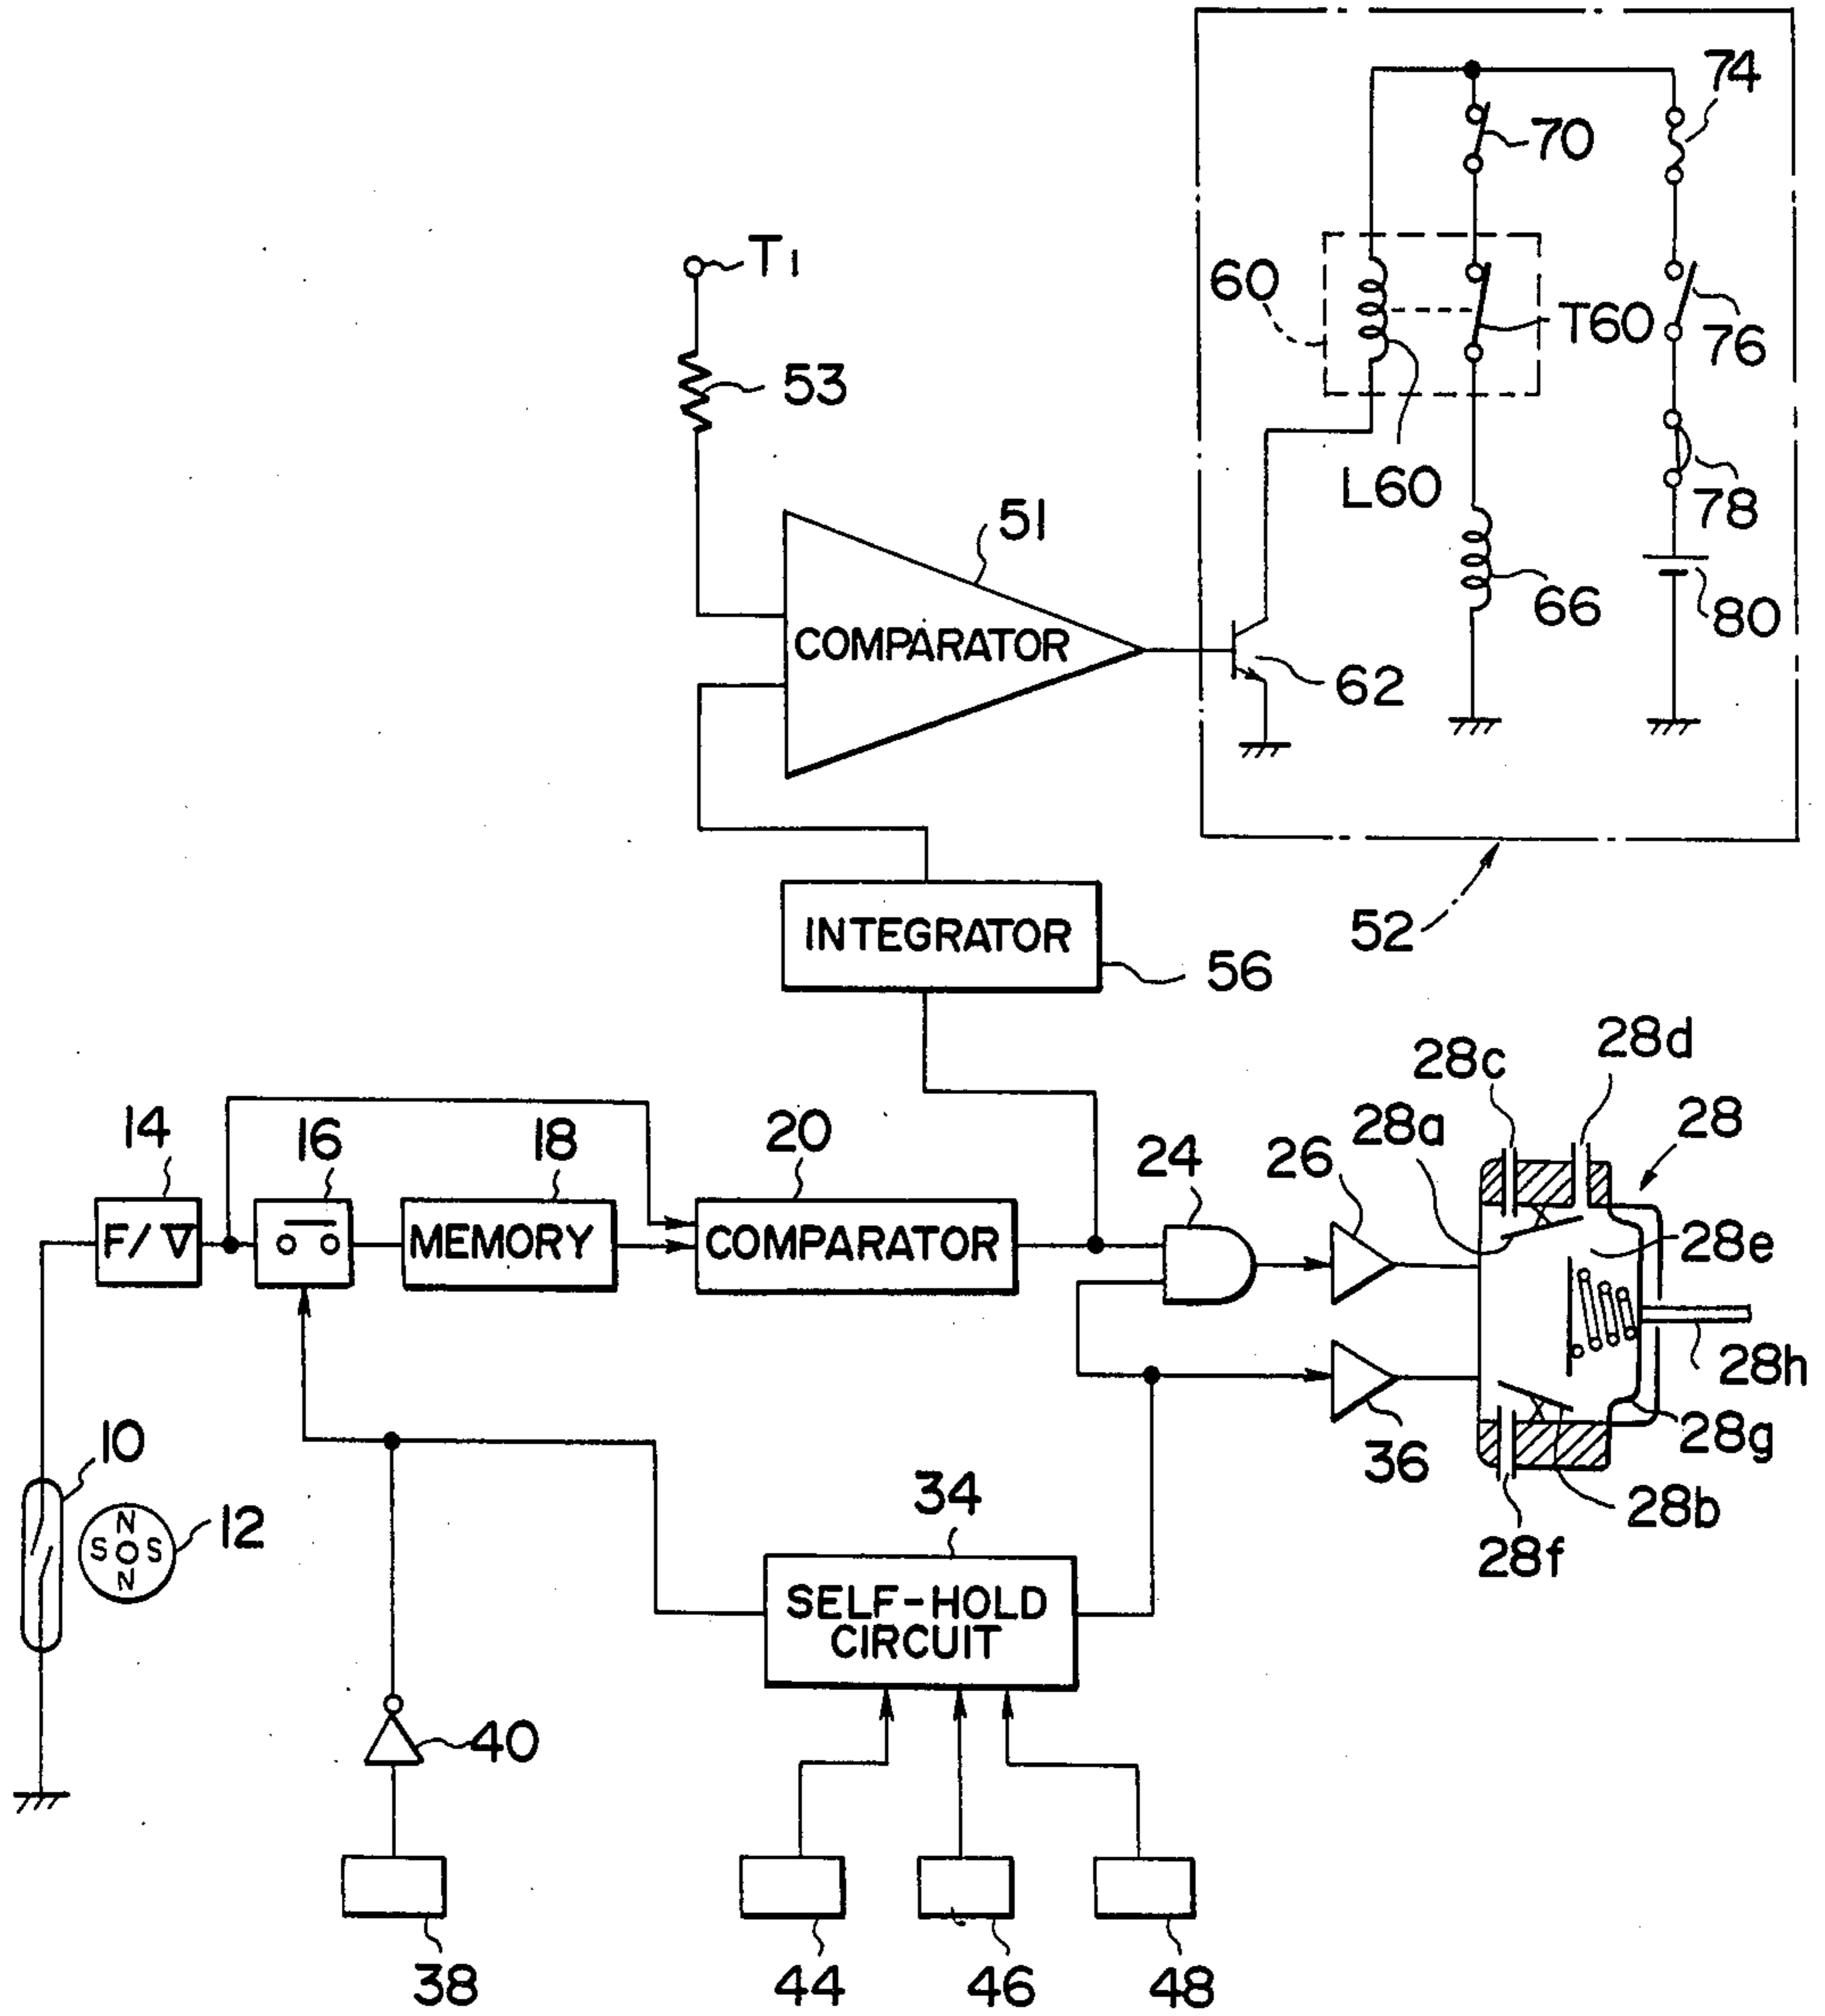 74
70
T1
60
T60
76
53
L60
78
51
66
80
COMPARATOR
62
52
INTEGRATOR
56
28d
28c
28a
28
14
16
18
20
24
26
F/V
MEMORY
COMPARATOR
28e
28h
10
36
28g
12
N
S O S
N
34
28b
28f
SELF-HOLD
CIRCUIT
40
38
44
46
48